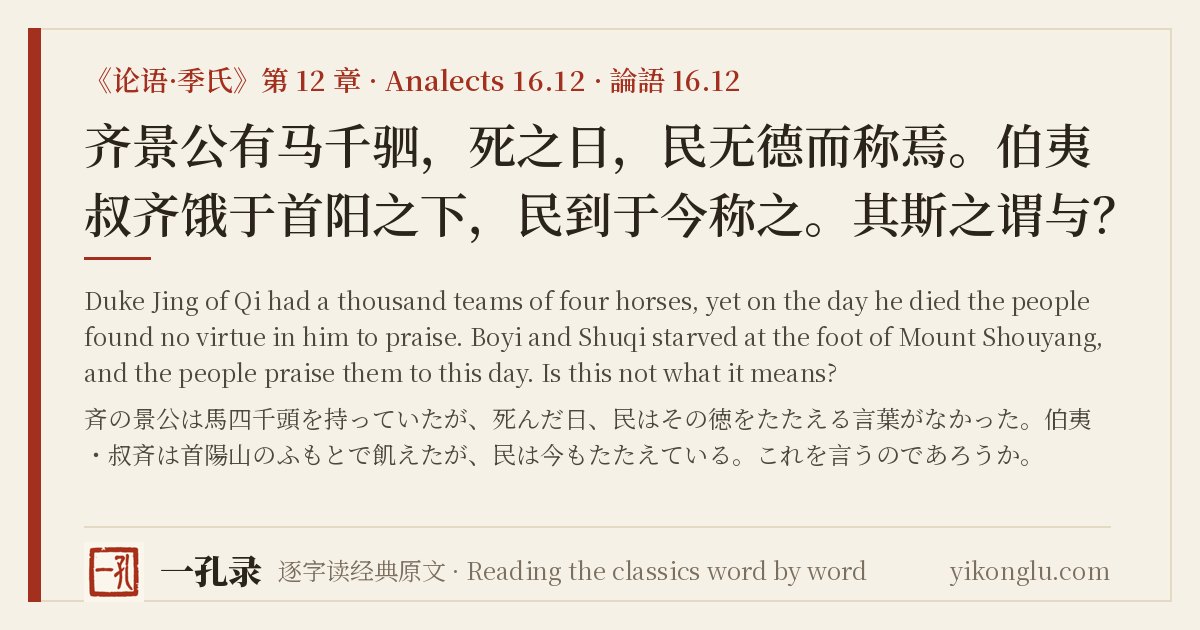 《论语·季氏》第 12 章 · Analects 16.12 · 論語 16.12
齐景公有马千驷，死之日，民无德而称焉。伯夷
叔齐饿于首阳之下，民到于今称之。其斯之谓与？
Duke Jing of Qi had a thousand teams of four horses, yet on the day he died the people
found no virtue in him to praise. Boyi and Shuqi starved at the foot of Mount Shouyang,
and the people praise them to this day. Is this not what it means?
斉の景公は馬四千頭を持っていたが、死んだ日、民はその徳をたたえる言葉がなかった。伯夷
・叔斉は首陽山のふもとで飢えたが、民は今もたたえている。これを言うのであろうか。
一孔
一孔录 逐字读经典原文 · Reading the classics word by word yikonglu.com